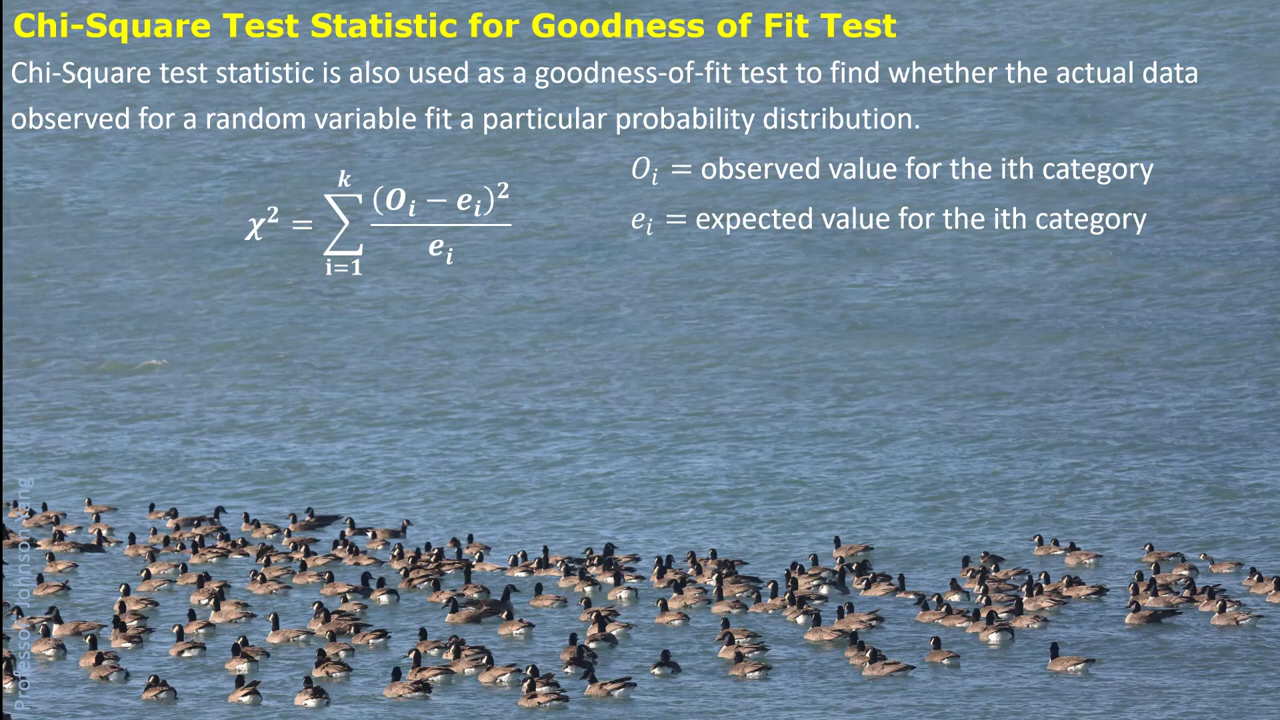 Chi-Square Test Statistic for Goodness of Fit Test
Chi-Square test statistic is also used as a goodness-of-fit test to find whether the actual data
observed for a random variable fit a particular probability distribution.
χ² = ∑ᵢ₌₁ᵏ (Oᵢ − eᵢ)² / eᵢ
Oᵢ = observed value for the ith category
eᵢ = expected value for the ith category
Professor Johnson